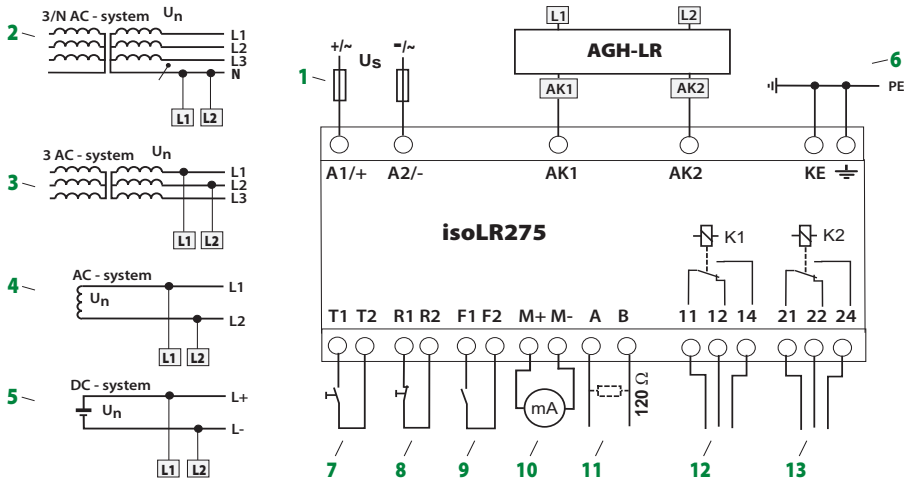 3/N AC - system Un
2
L1
L2
L3
N
L1 L2
3 AC - system Un
3
L1
L2
L3
L1 L2
AC - system
4
Un
L1
L2
L1 L2
DC - system
5
Un
L+
L-
L1 L2
+/~ Us -/~
1
L1 L2
AGH-LR
AK1 AK2
6
PE
A1/+ A2/- AK1 AK2 KE
isoLR275
K1 K2
T1 T2 R1 R2 F1 F2 M+ M- A B 11 12 14 21 22 24
mA
120 Ω
7 8 9 10 11 12 13